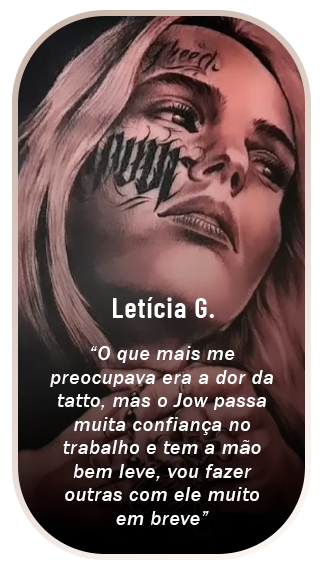 Letícia G.
“O que mais me
preocupava era a dor da
tatto, mas o Jow passa
muita confiança no
trabalho e tem a mão
bem leve, vou fazer
outras com ele muito
em breve”